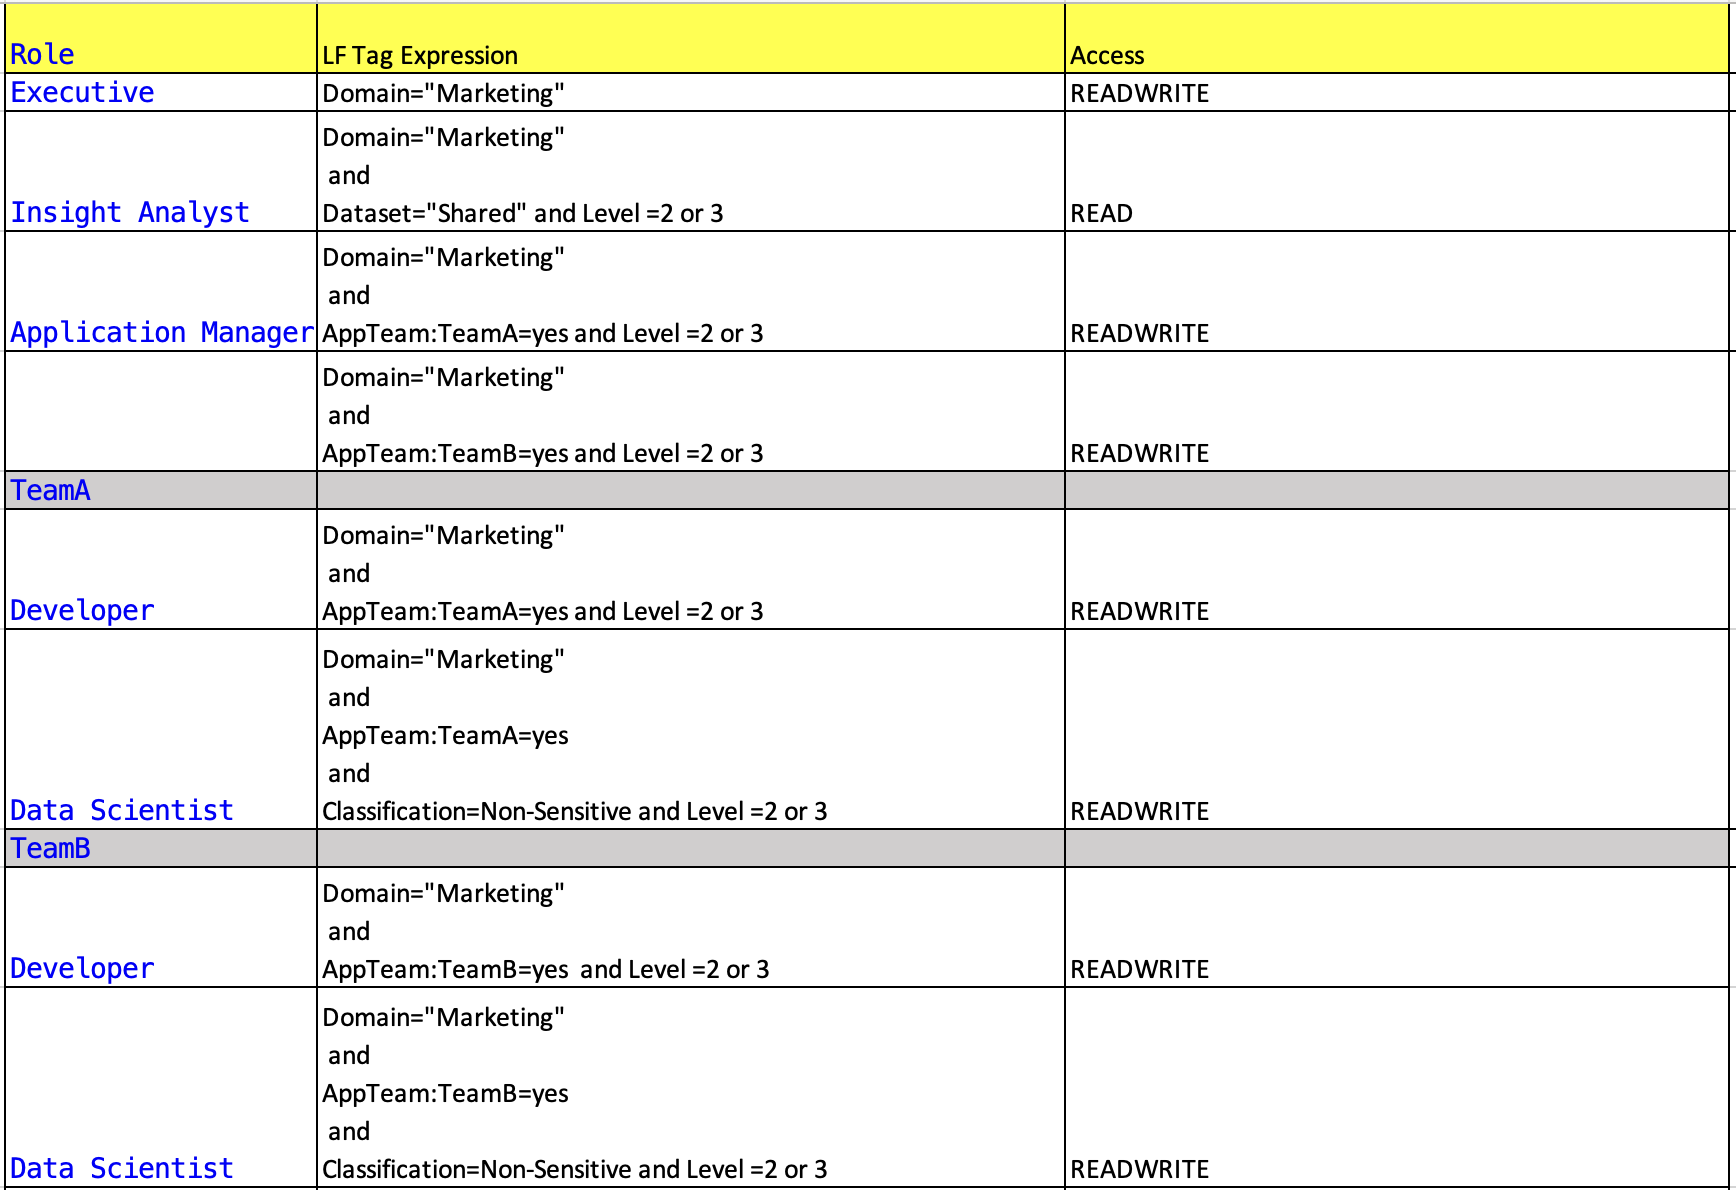 Role LF Tag Expression Access
Executive Domain="Marketing" READWRITE
Domain="Marketing"
and
Insight Analyst Dataset="Shared" and Level =2 or 3 READ
Domain="Marketing"
and
Application Manager AppTeam:TeamA=yes and Level =2 or 3 READWRITE
Domain="Marketing"
and
AppTeam:TeamB=yes and Level =2 or 3 READWRITE
TeamA
Domain="Marketing"
and
Developer AppTeam:TeamA=yes and Level =2 or 3 READWRITE
Domain="Marketing"
and
AppTeam:TeamA=yes
and
Data Scientist Classification=Non-Sensitive and Level =2 or 3 READWRITE
TeamB
Domain="Marketing"
and
Developer AppTeam:TeamB=yes  and Level =2 or 3 READWRITE
Domain="Marketing"
and
AppTeam:TeamB=yes
and
Data Scientist Classification=Non-Sensitive and Level =2 or 3 READWRITE